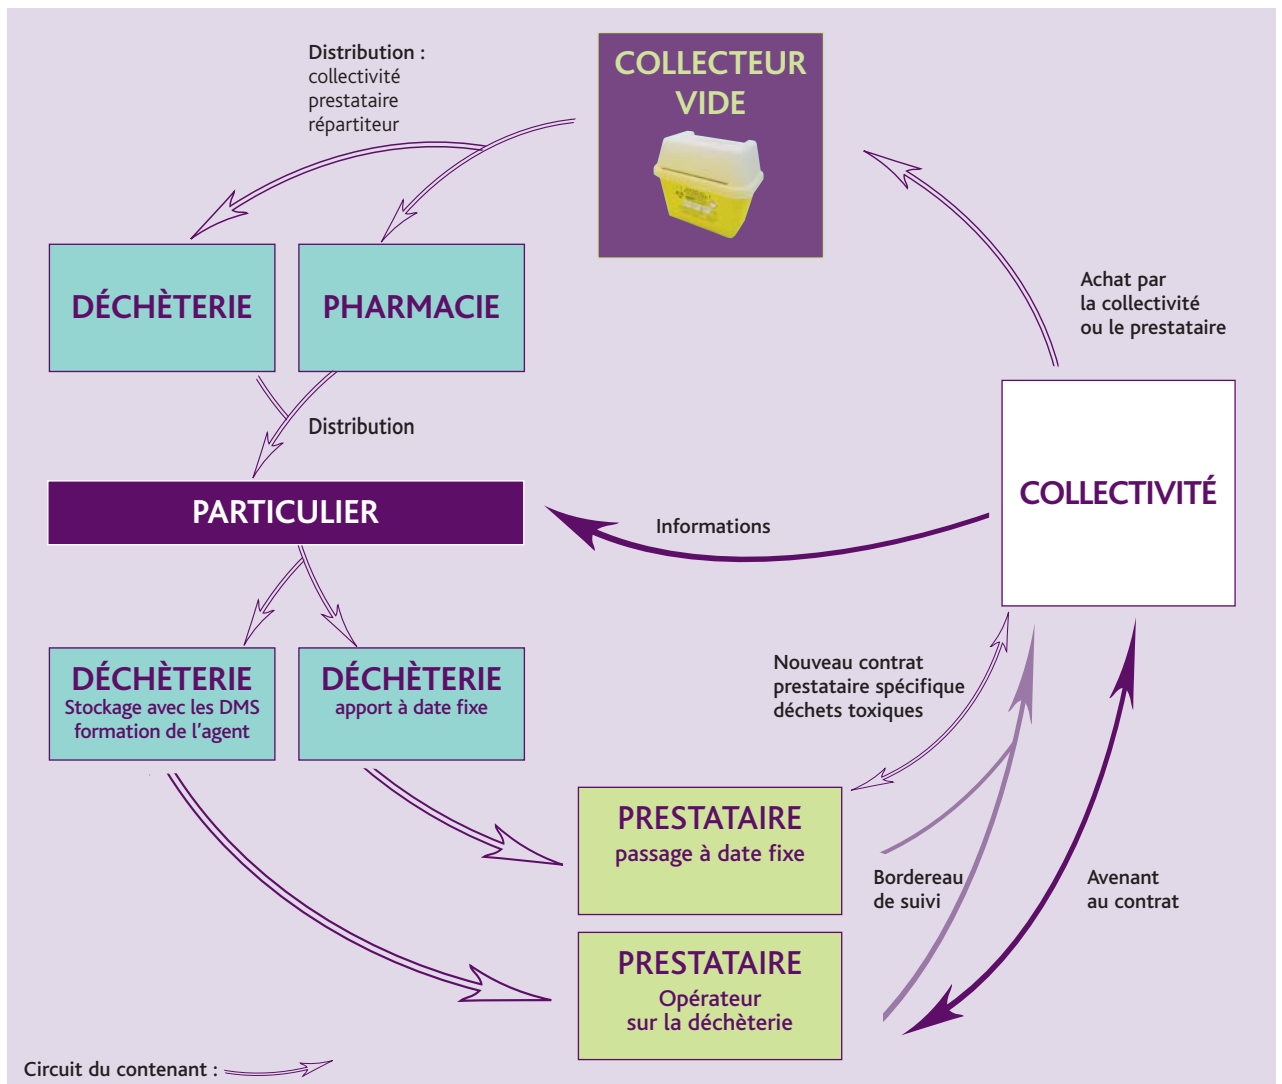 Distribution :
collectivité
prestataire
répartiteur
COLLECTEUR
VIDE
DÉCHÈTERIE
PHARMACIE
Achat par
la collectivité
ou le prestataire
Distribution
PARTICULIER
Informations
COLLECTIVITÉ
DÉCHÈTERIE
Stockage avec les DMS
formation de l'agent
DÉCHÈTERIE
apport à date fixe
Nouveau contrat
prestataire spécifique
déchets toxiques
PRESTATAIRE
passage à date fixe
Bordereau
de suivi
Avenant
au contrat
PRESTATAIRE
Opérateur
sur la déchèterie
Circuit du contenant :